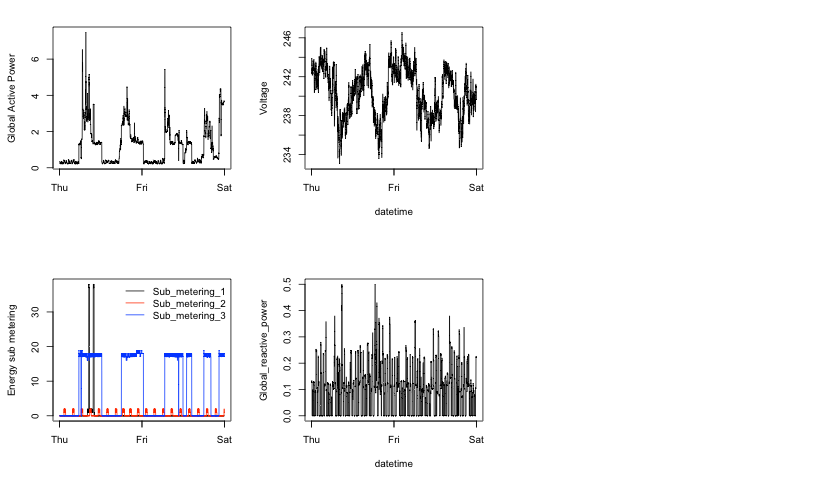 Global Active Power
0 2 4 6
Thu Fri Sat
Voltage
234 238 242 246
Thu Fri Sat
datetime
Energy sub metering
0 10 20 30
Sub_metering_1
Sub_metering_2
Sub_metering_3
Thu Fri Sat
Global_reactive_power
0.0 0.1 0.2 0.3 0.4 0.5
Thu Fri Sat
datetime